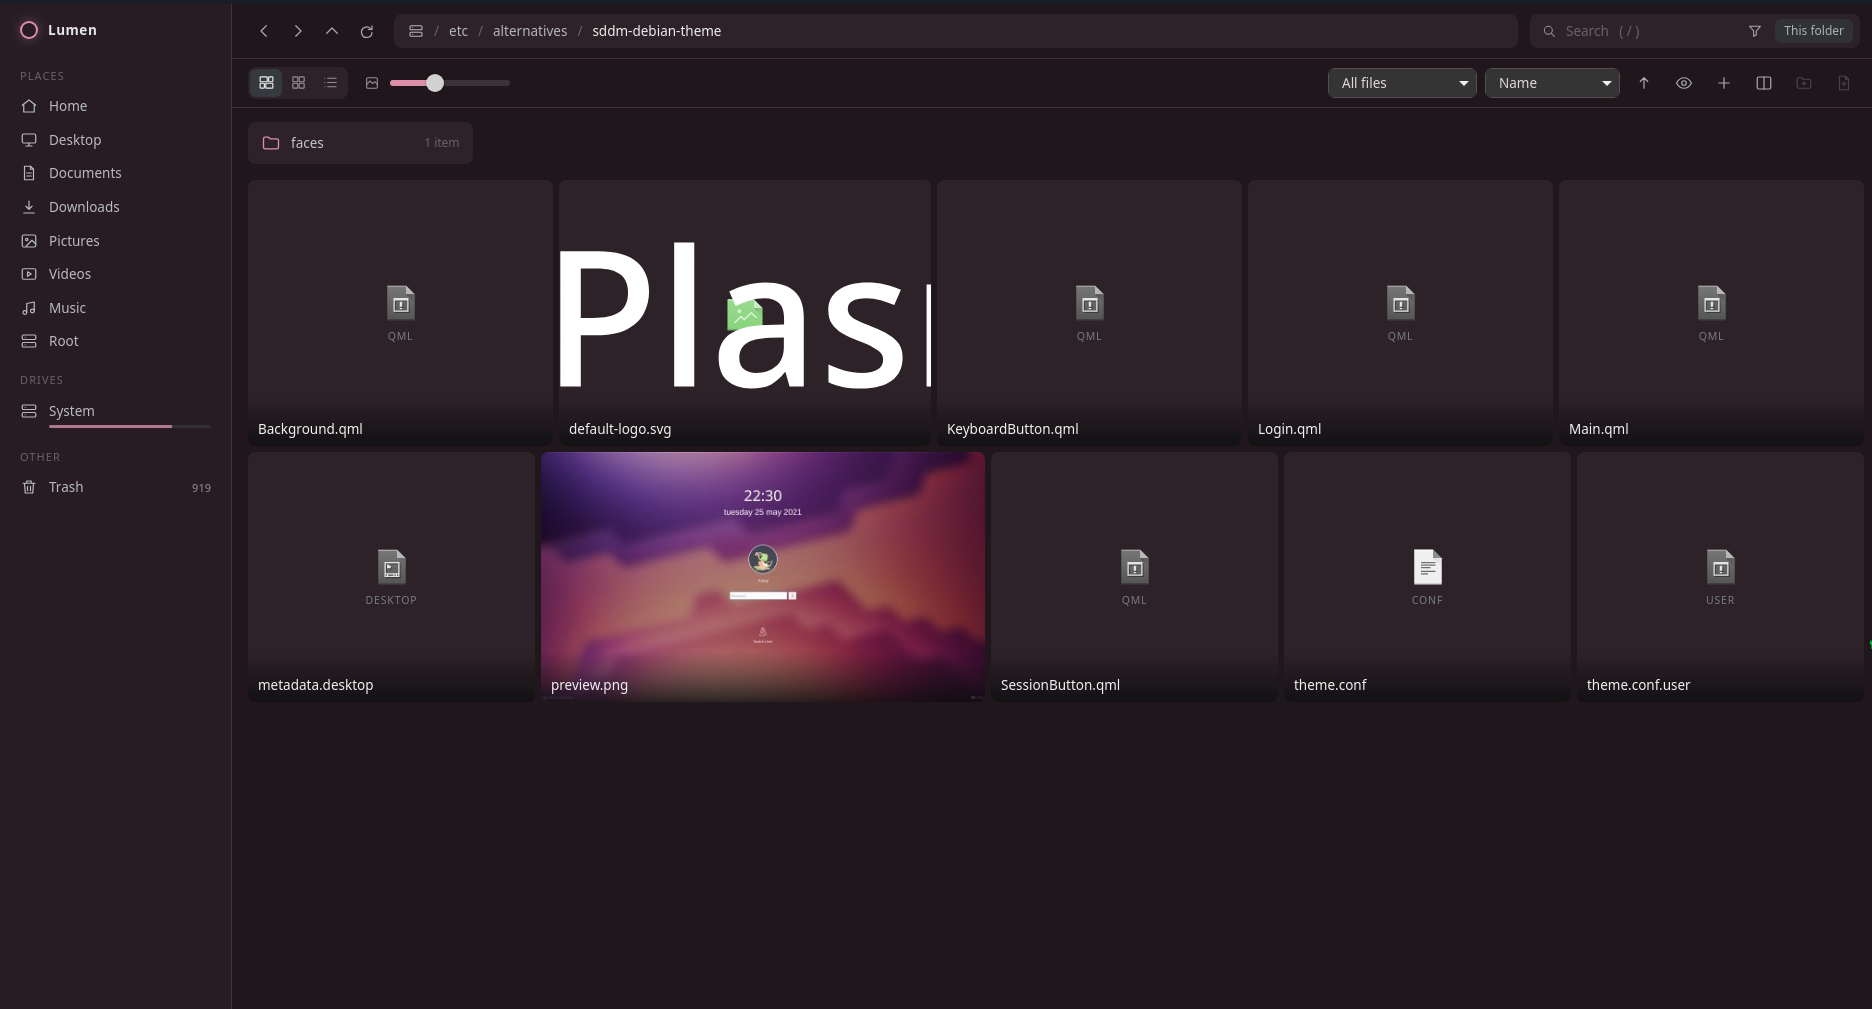 Lumen
/ etc / alternatives / sddm-debian-theme
Search ( / )
This folder
PLACES
Home
Desktop
Documents
Downloads
Pictures
Videos
Music
Root
DRIVES
System
OTHER
Trash 919
All files
Name
faces 1 item
QML
Background.qml
Plas
default-logo.svg
QML
KeyboardButton.qml
QML
Login.qml
QML
Main.qml
DESKTOP
metadata.desktop
22:30
tuesday 25 may 2021
preview.png
QML
SessionButton.qml
CONF
theme.conf
USER
theme.conf.user